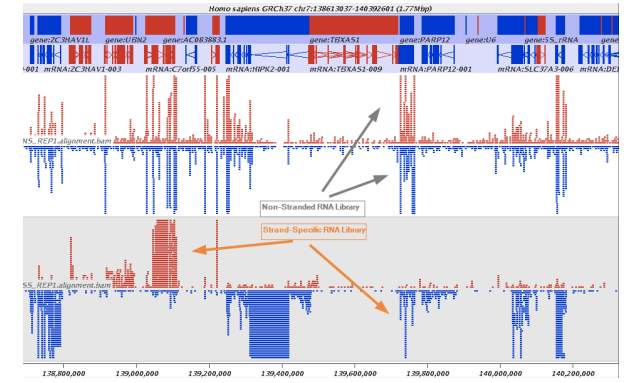 Homo sapiens GRCh37 chr7:138613037-140392601 (1.77Mbp)
gene:ZC3HAV1L gene:UBN2 gene:AC083883.1 gene:TBXAS1 gene:PARP12 gene:U6 gene:5S_rRNA gene
-001 mRNA:ZC3HAV1-003 mRNA:C7orf55-005 mRNA:HIPK2-001 mRNA:TBXAS1-009 mRNA:PARP12-001 mRNA:SLC37A3-006 mRNA:DE
NS_REP1.alignment.bam
Non-Stranded RNA Library
Strand-Specific RNA Library
SS_REP1.alignment.bam
138,800,000 139,000,000 139,200,000 139,400,000 139,600,000 139,800,000 140,000,000 140,200,000